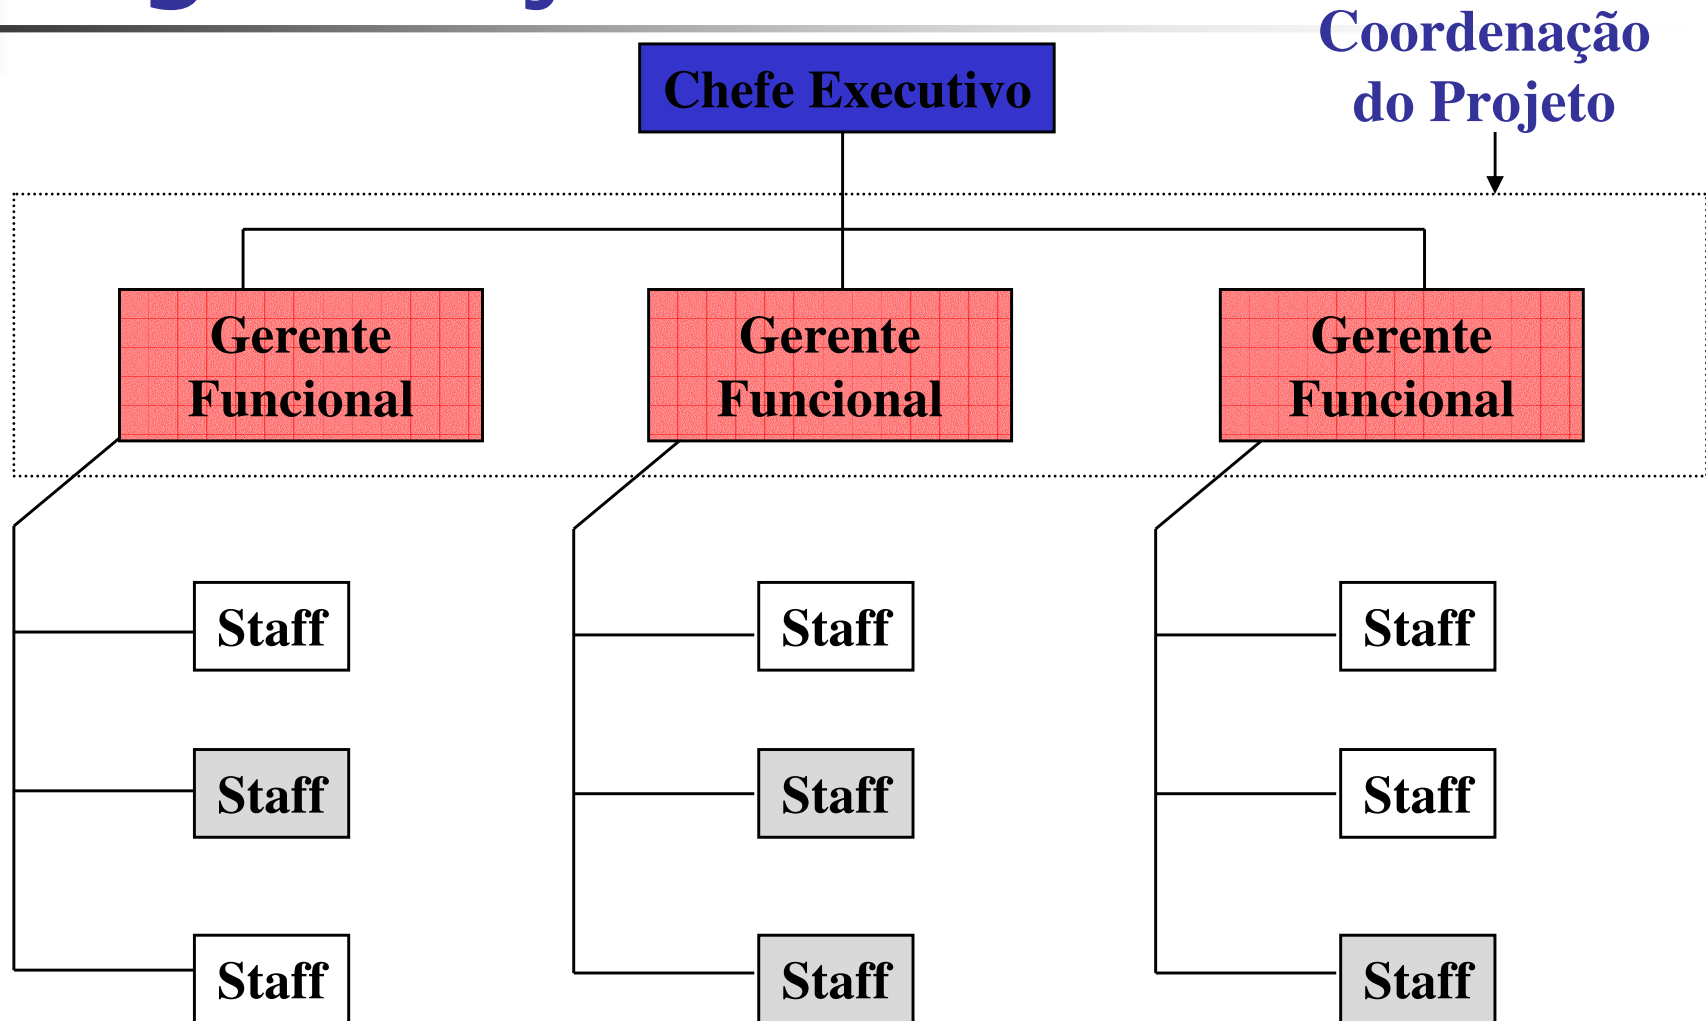 Coordenação
do Projeto
Chefe Executivo
Gerente
Funcional
Gerente
Funcional
Gerente
Funcional
Staff
Staff
Staff
Staff
Staff
Staff
Staff
Staff
Staff